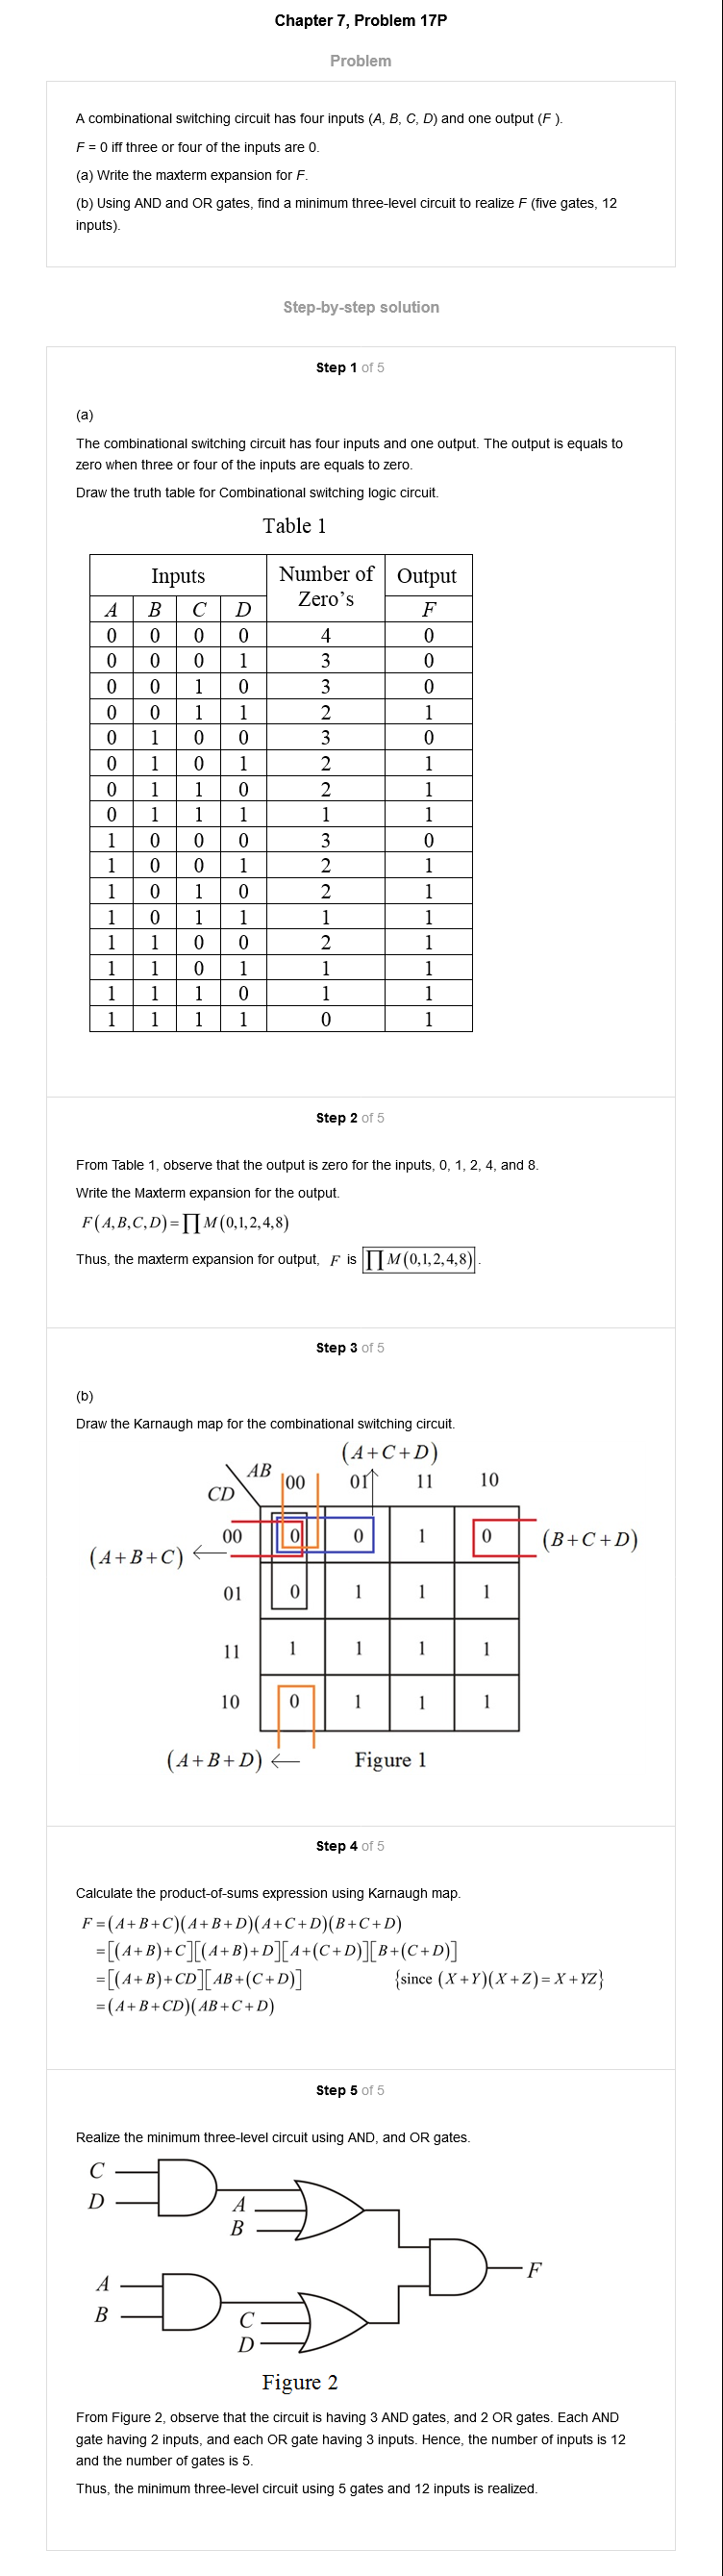 Chapter 7, Problem 17P
Problem
A combinational switching circuit has four inputs (A, B, C, D) and one output (F ).
F = 0 iff three or four of the inputs are 0.
(a) Write the maxterm expansion for F.
(b) Using AND and OR gates, find a minimum three-level circuit to realize F (five gates, 12
inputs).
Step-by-step solution
Step 1 of 5
(a)
The combinational switching circuit has four inputs and one output. The output is equals to
zero when three or four of the inputs are equals to zero.
Draw the truth table for Combinational switching logic circuit.
Table 1
Inputs Number of Output
Zero's
A B C D F
0 0 0 0 4 0
0 0 0 1 3 0
0 0 1 0 3 0
0 0 1 1 2 1
0 1 0 0 3 0
0 1 0 1 2 1
0 1 1 0 2 1
0 1 1 1 1 1
1 0 0 0 3 0
1 0 0 1 2 1
1 0 1 0 2 1
1 0 1 1 1 1
1 1 0 0 2 1
1 1 0 1 1 1
1 1 1 0 1 1
1 1 1 1 0 1
Step 2 of 5
From Table 1, observe that the output is zero for the inputs, 0, 1, 2, 4, and 8.
Write the Maxterm expansion for the output.
F(A,B,C,D)=∏M(0,1,2,4,8)
Thus, the maxterm expansion for output, F is ∏M(0,1,2,4,8).
Step 3 of 5
(b)
Draw the Karnaugh map for the combinational switching circuit.
(A+C+D)
AB
00 01 11 10
CD
00 0 0 1 0 (B+C+D)
(A+B+C)
01 0 1 1 1
11 1 1 1 1
10 0 1 1 1
(A+B+D) Figure 1
Step 4 of 5
Calculate the product-of-sums expression using Karnaugh map.
F=(A+B+C)(A+B+D)(A+C+D)(B+C+D)
=[(A+B)+C][(A+B)+D][A+(C+D)][B+(C+D)]
=[(A+B)+CD][AB+(C+D)] {since (X+Y)(X+Z)=X+YZ}
=(A+B+CD)(AB+C+D)
Step 5 of 5
Realize the minimum three-level circuit using AND, and OR gates.
C
D
A
B
F
A
B
C
D
Figure 2
From Figure 2, observe that the circuit is having 3 AND gates, and 2 OR gates. Each AND
gate having 2 inputs, and each OR gate having 3 inputs. Hence, the number of inputs is 12
and the number of gates is 5.
Thus, the minimum three-level circuit using 5 gates and 12 inputs is realized.